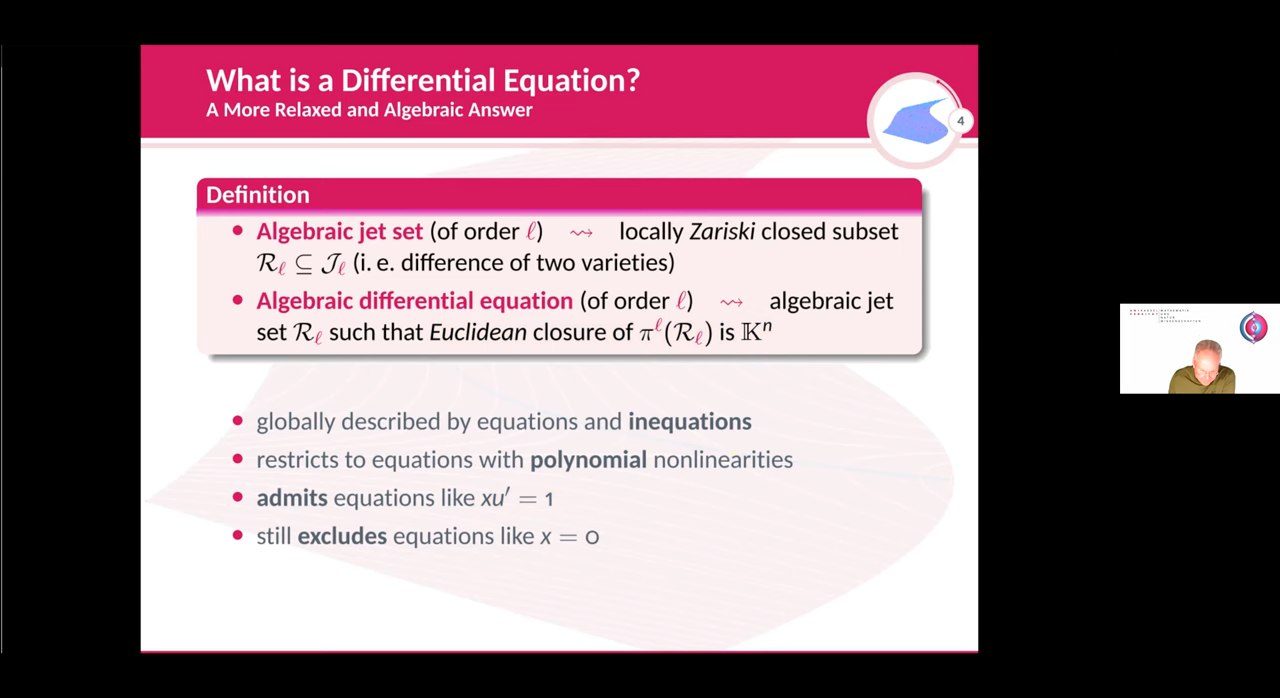 What is a Differential Equation?
A More Relaxed and Algebraic Answer
4
Definition
• Algebraic jet set (of order ℓ) ⇝ locally Zariski closed subset
ℛ_ℓ ⊆ 𝒥_ℓ (i. e. difference of two varieties)
• Algebraic differential equation (of order ℓ) ⇝ algebraic jet
set ℛ_ℓ such that Euclidean closure of π^ℓ(ℛ_ℓ) is 𝕂ⁿ
• globally described by equations and inequations
• restricts to equations with polynomial nonlinearities
• admits equations like xu′ = 1
• still excludes equations like x = 0